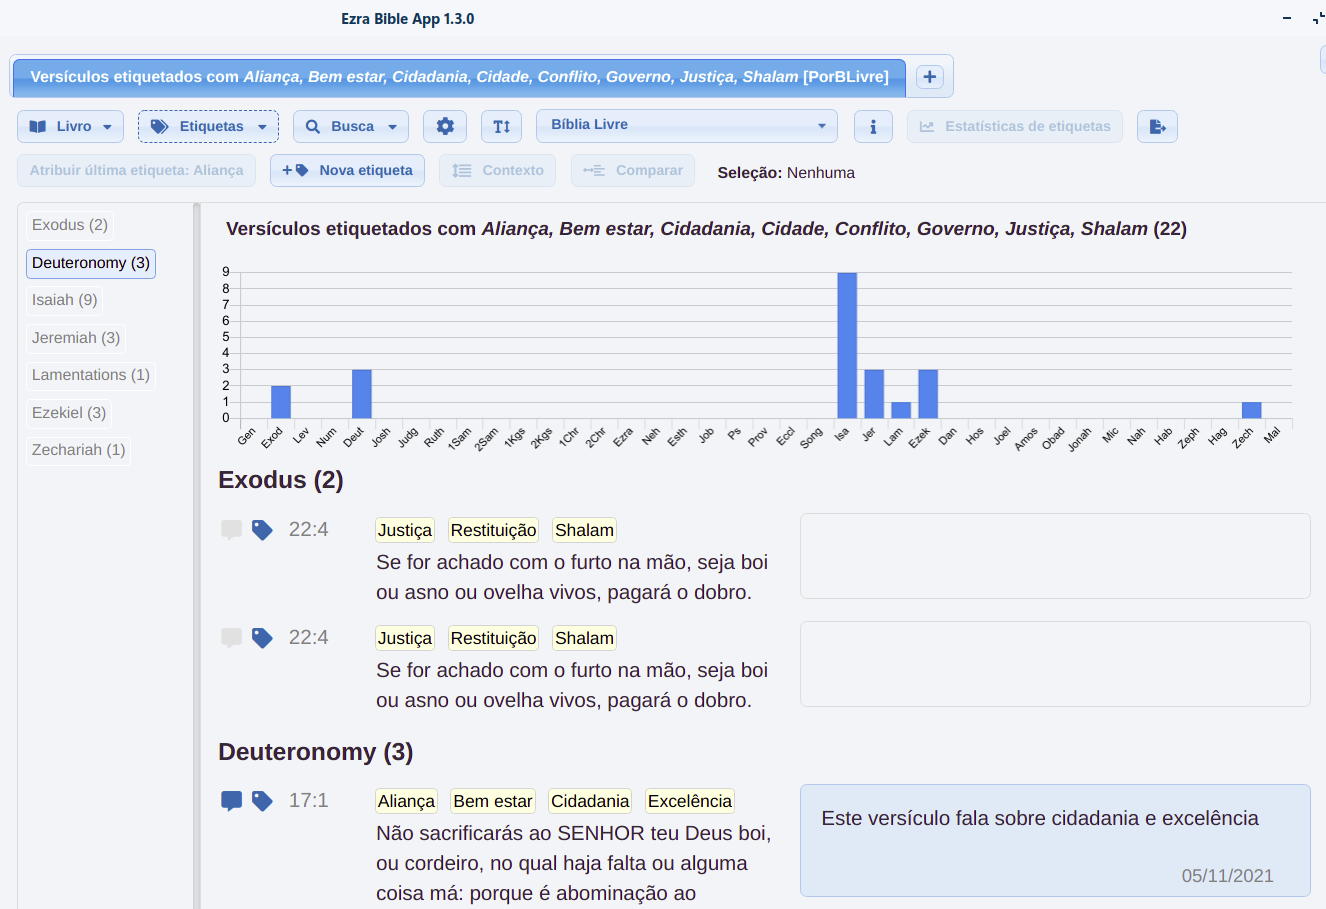 Ezra Bible App 1.3.0
Versículos etiquetados com Aliança, Bem estar, Cidadania, Cidade, Conflito, Governo, Justiça, Shalam [PorBLivre]
Livro
Etiquetas
Busca
Bíblia Livre
Estatísticas de etiquetas
Atribuir última etiqueta: Aliança
Nova etiqueta
Contexto
Comparar
Seleção: Nenhuma
Exodus (2)
Deuteronomy (3)
Isaiah (9)
Jeremiah (3)
Lamentations (1)
Ezekiel (3)
Zechariah (1)
Versículos etiquetados com Aliança, Bem estar, Cidadania, Cidade, Conflito, Governo, Justiça, Shalam (22)
9
8
7
6
5
4
3
2
1
0
Gen
Exod
Lev
Num
Deut
Josh
Judg
Ruth
1Sam
2Sam
1Kgs
2Kgs
1Chr
2Chr
Ezra
Neh
Esth
Job
Ps
Prov
Eccl
Song
Isa
Jer
Lam
Ezek
Dan
Hos
Joel
Amos
Obad
Jonah
Mic
Nah
Hab
Zeph
Hag
Zech
Mal
Exodus (2)
22:4
Justiça Restituição Shalam
Se for achado com o furto na mão, seja boi
ou asno ou ovelha vivos, pagará o dobro.
22:4
Justiça Restituição Shalam
Se for achado com o furto na mão, seja boi
ou asno ou ovelha vivos, pagará o dobro.
Deuteronomy (3)
17:1
Aliança Bem estar Cidadania Excelência
Não sacrificarás ao SENHOR teu Deus boi,
ou cordeiro, no qual haja falta ou alguma
coisa má: porque é abominação ao
Este versículo fala sobre cidadania e excelência
05/11/2021